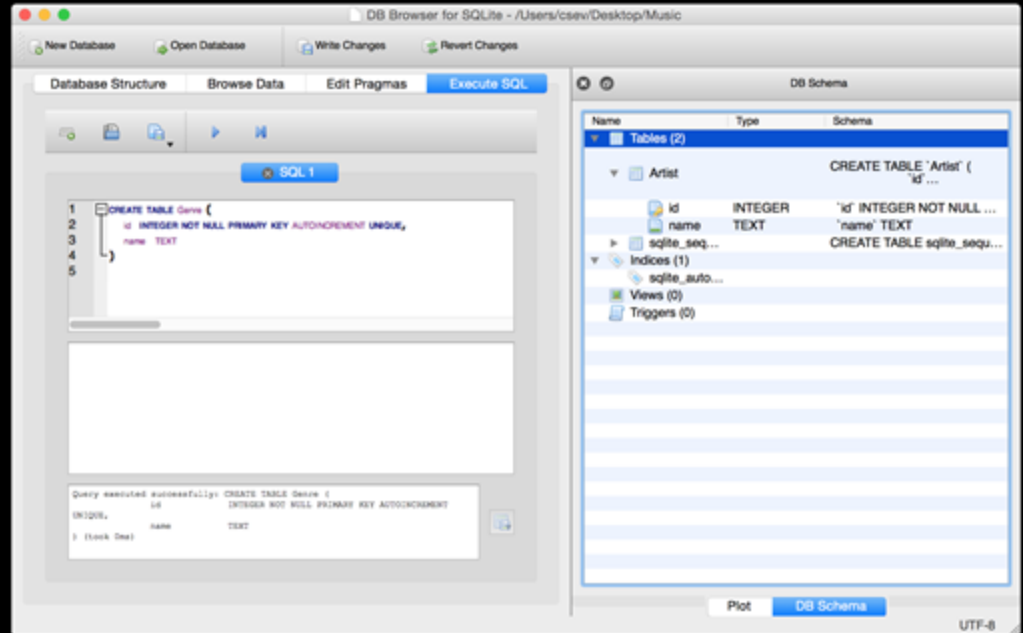 DB Browser for SQLite - /Users/csev/Desktop/Music
New Database Open Database Write Changes Revert Changes
Database Structure Browse Data Edit Pragmas Execute SQL
SQL 1
1 CREATE TABLE Genre (
2 id INTEGER NOT NULL PRIMARY KEY AUTOINCREMENT UNIQUE,
3 name TEXT
4 )
5
Query executed successfully: CREATE TABLE Genre (
id INTEGER NOT NULL PRIMARY KEY AUTOINCREMENT
UNIQUE,
name TEXT
) (took 0ms)
DB Schema
Name Type Schema
Tables (2)
Artist CREATE TABLE `Artist` (
`id`...
id INTEGER `id` INTEGER NOT NULL ...
name TEXT `name` TEXT
sqlite_seq... CREATE TABLE sqlite_sequ...
Indices (1)
sqlite_auto...
Views (0)
Triggers (0)
Plot DB Schema
UTF-8